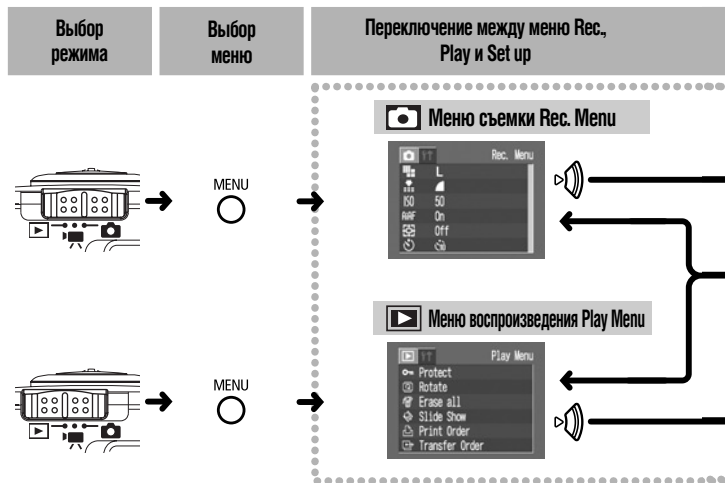 Выбор
режима
Выбор
меню
Переключение между меню Rec.,
Play и Set up
Меню съемки Rec. Menu
Rec. Menu
L
ISO 50
AiAF On
Off
MENU
Меню воспроизведения Play Menu
Play Menu
Protect
Rotate
Erase all
Slide Show
Print Order
Transfer Order
MENU